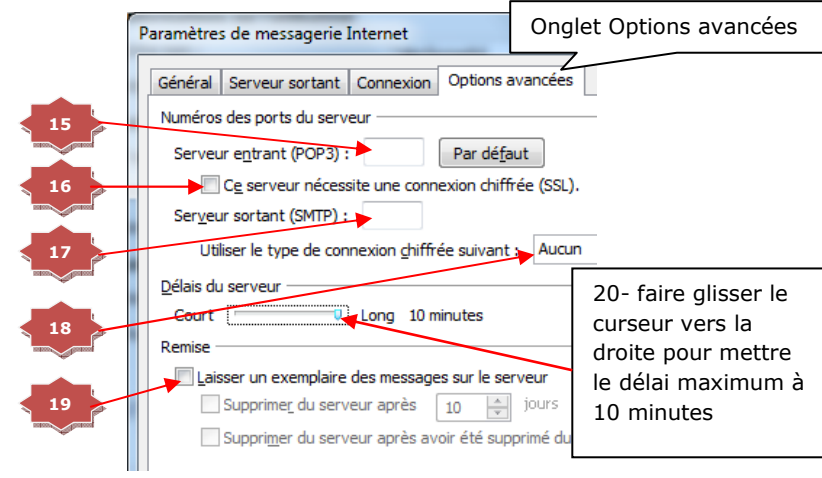 Onglet Options avancées
Paramètres de messagerie Internet
Général Serveur sortant Connexion Options avancées
Numéros des ports du serveur
15
Serveur entrant (POP3) : Par défaut
16
Ce serveur nécessite une connexion chiffrée (SSL).
Serveur sortant (SMTP) :
17
Utiliser le type de connexion chiffrée suivant : Aucun
Délais du serveur
18
Court Long 10 minutes
20- faire glisser le
curseur vers la
droite pour mettre
le délai maximum à
10 minutes
Remise
19
Laisser un exemplaire des messages sur le serveur
Supprimer du serveur après 10 jours
Supprimer du serveur après avoir été supprimé du